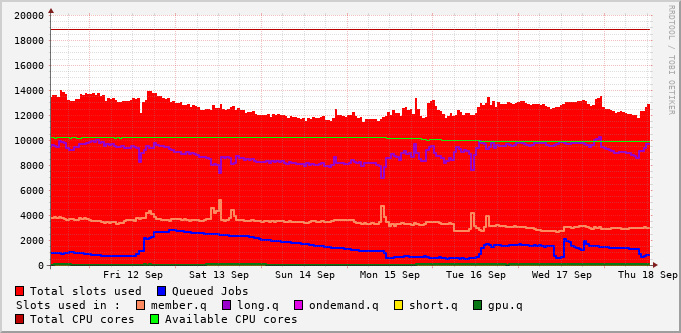 20000
18000
16000
14000
12000
10000
8000
6000
4000
2000
0
Fri 12 Sep Sat 13 Sep Sun 14 Sep Mon 15 Sep Tue 16 Sep Wed 17 Sep Thu 18 Sep
Total slots used Queued Jobs
Slots used in : member.q long.q ondemand.q short.q gpu.q
Total CPU cores Available CPU cores
RRDTOOL / TOBI OETIKER